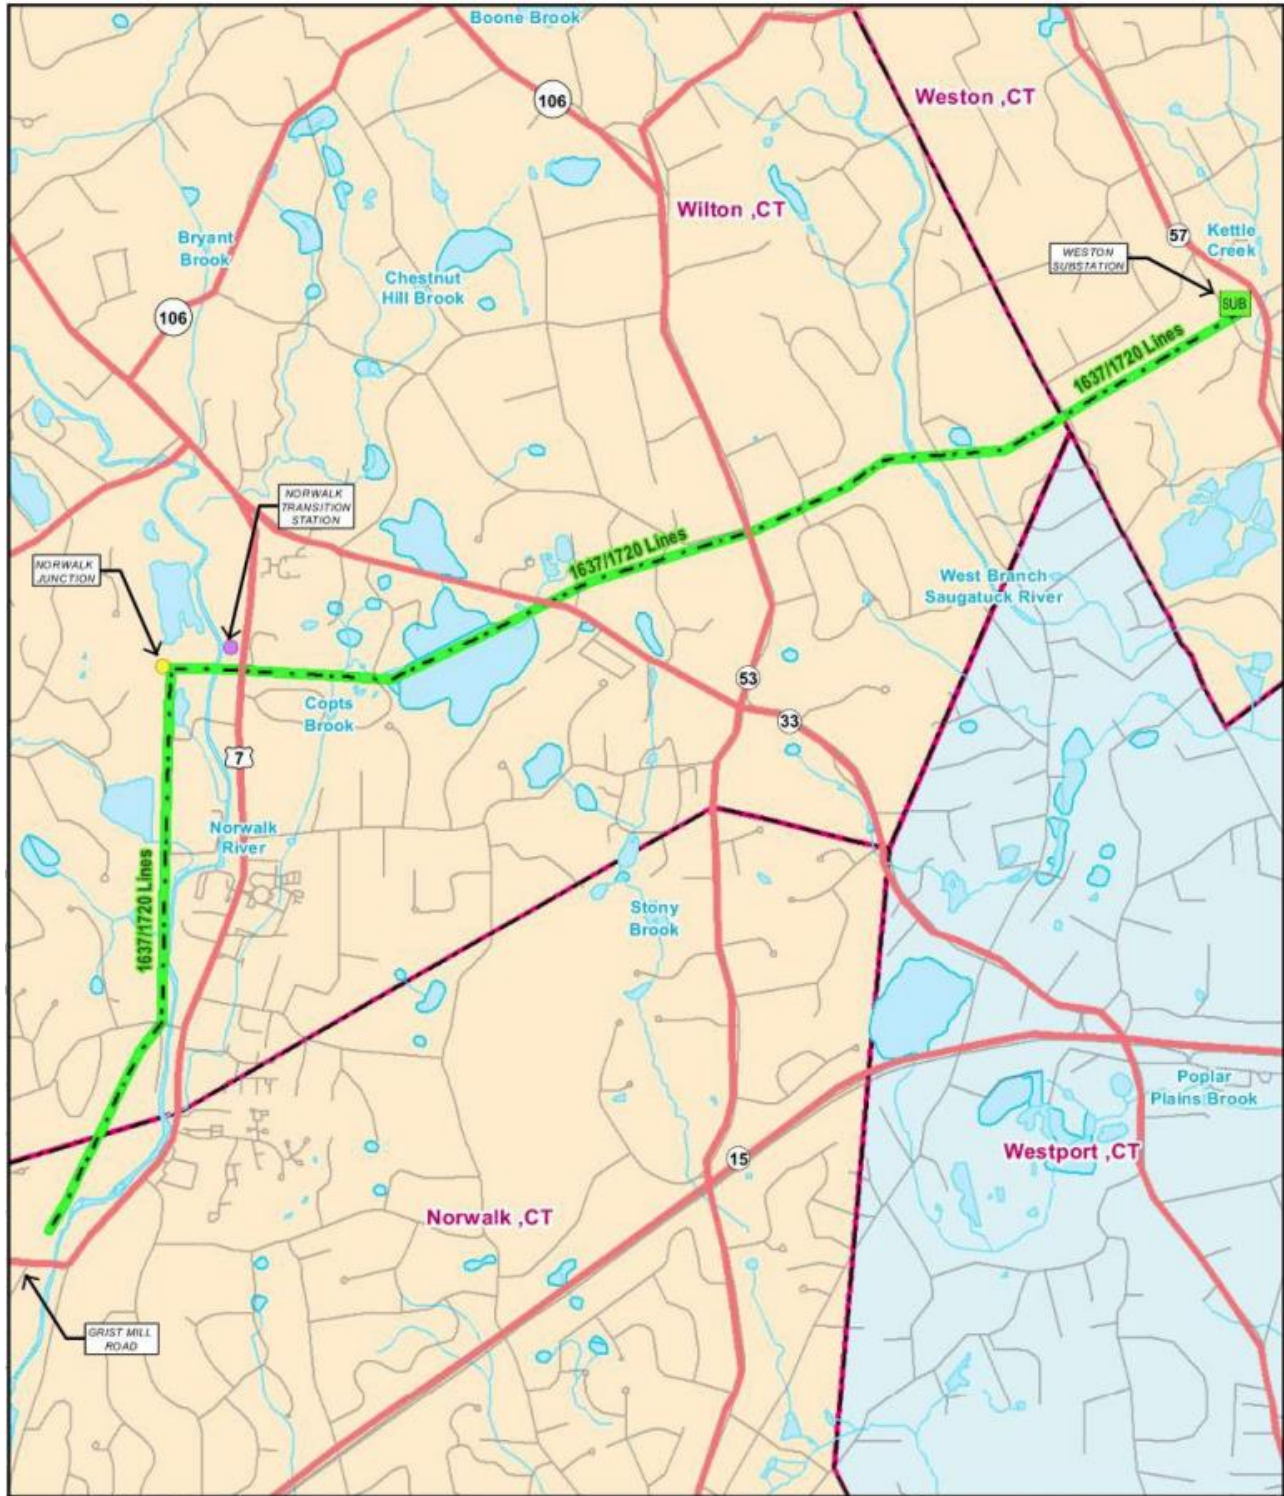 Boone Brook
106
Weston ,CT
Wilton ,CT
57
Kettle
Creek
WESTON
SUBSTATION
SUB
Bryant
Brook
Chestnut
Hill Brook
106
1637/1720 Lines
NORWALK
TRANSITION
STATION
NORWALK
JUNCTION
1637/1720 Lines
West Branch
Saugatuck River
53
33
Copts
Brook
7
Norwalk
River
1637/1720 Lines
Stony
Brook
Poplar
Plains Brook
Westport ,CT
15
Norwalk ,CT
GRIST MILL
ROAD